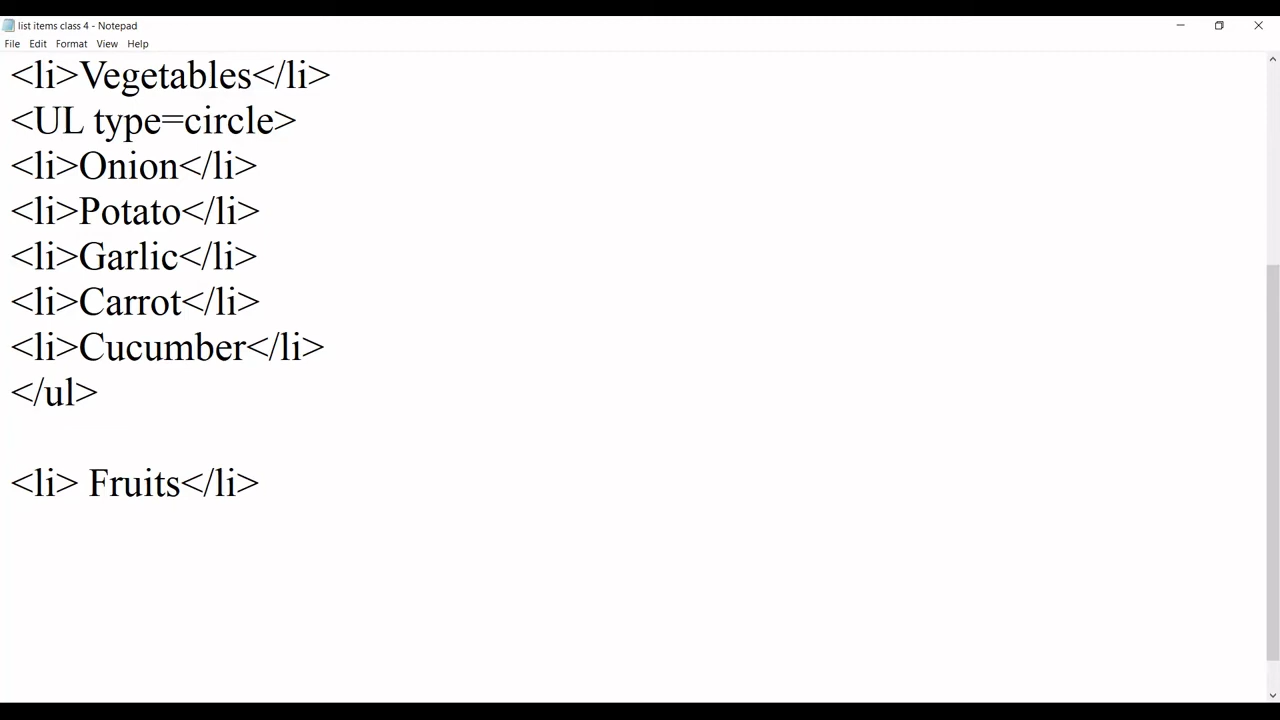 list items class 4 - Notepad
File Edit Format View Help
<li>Vegetables</li>
<UL type=circle>
<li>Onion</li>
<li>Potato</li>
<li>Garlic</li>
<li>Carrot</li>
<li>Cucumber</li>
</ul>
<li> Fruits</li>